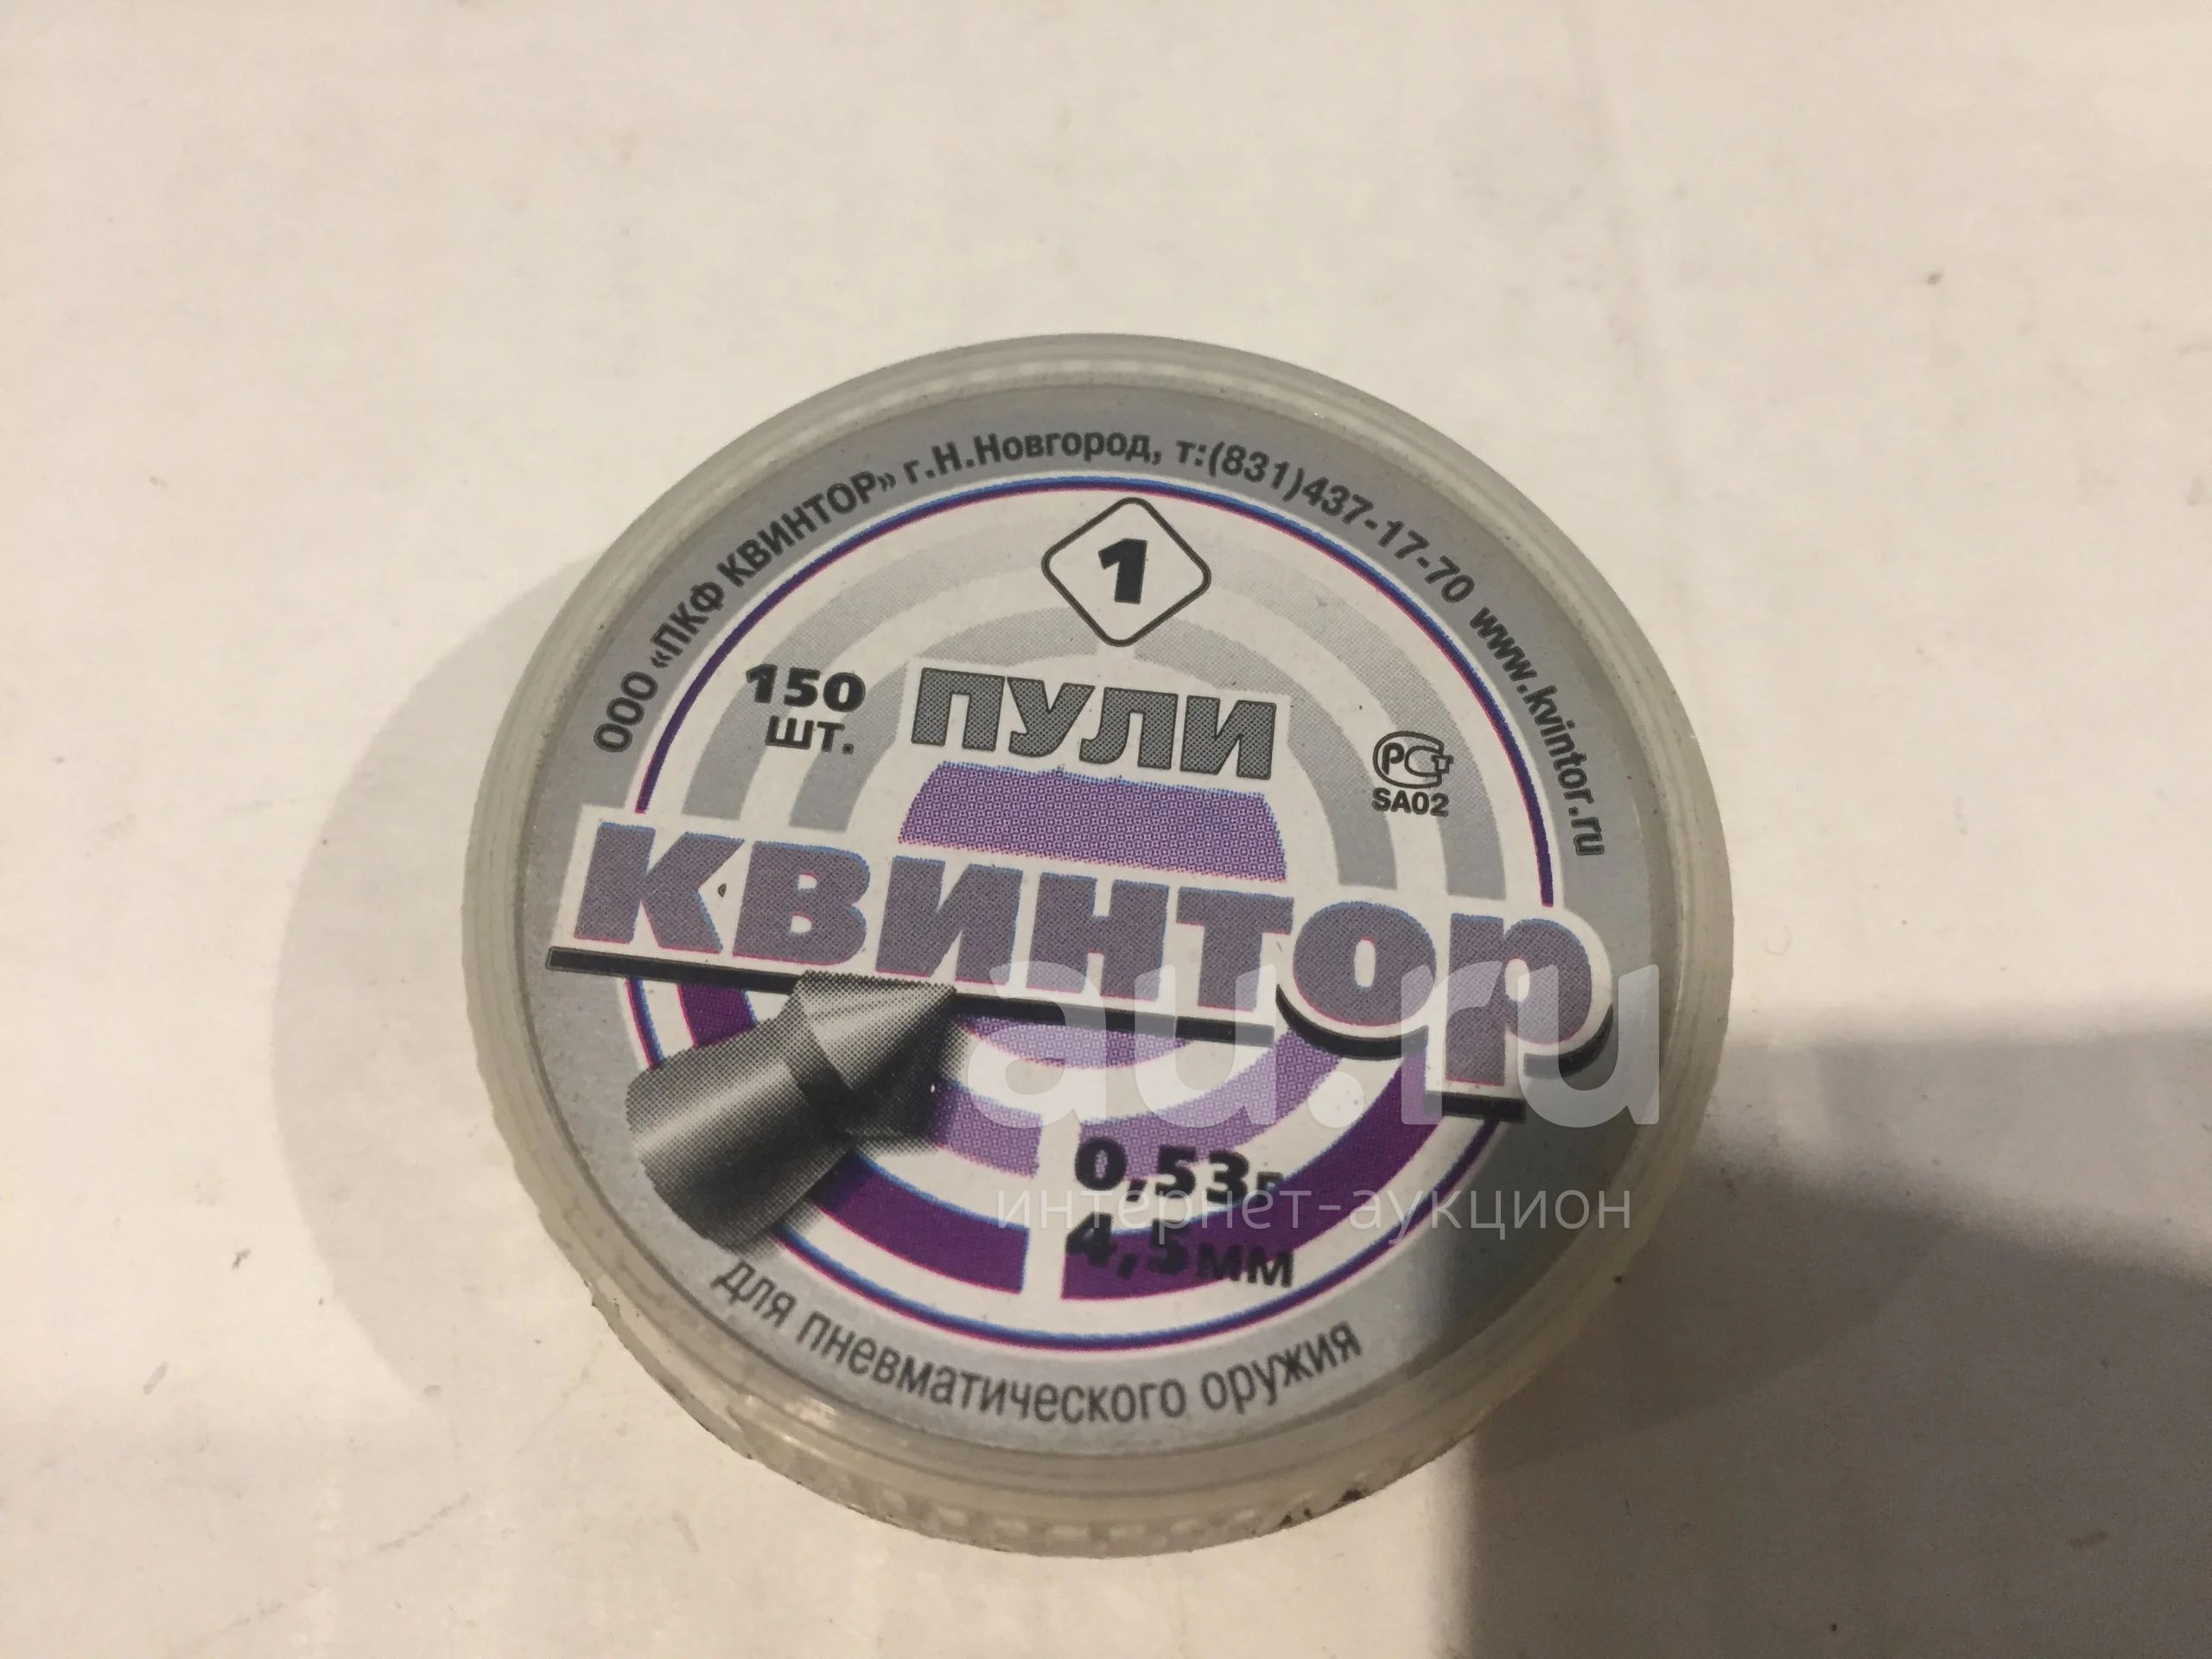 ООО «ПКФ КВИНТОР» г.Н.Новгород, т:(831)437-17-70 www.kvintor.ru
1
150
шт.
ПУЛИ
РС
SA02
КВИНТОР
au.ru
0,53г
интернет-аукцион
4,5мм
для пневматического оружия